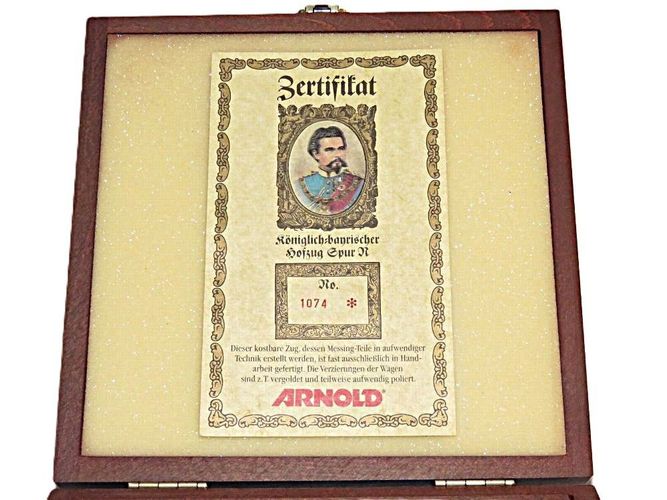 Zertifikat
Königlich-bayrischer
Hofzug Spur N
No.
1074 *
Dieser kostbare Zug, dessen Messing-Teile in aufwendiger
Technik erstellt werden, ist fast ausschließlich in Hand-
arbeit gefertigt. Die Verzierungen der Wagen
sind z. T. vergoldet und teilweise aufwendig poliert.
ARNOLD®